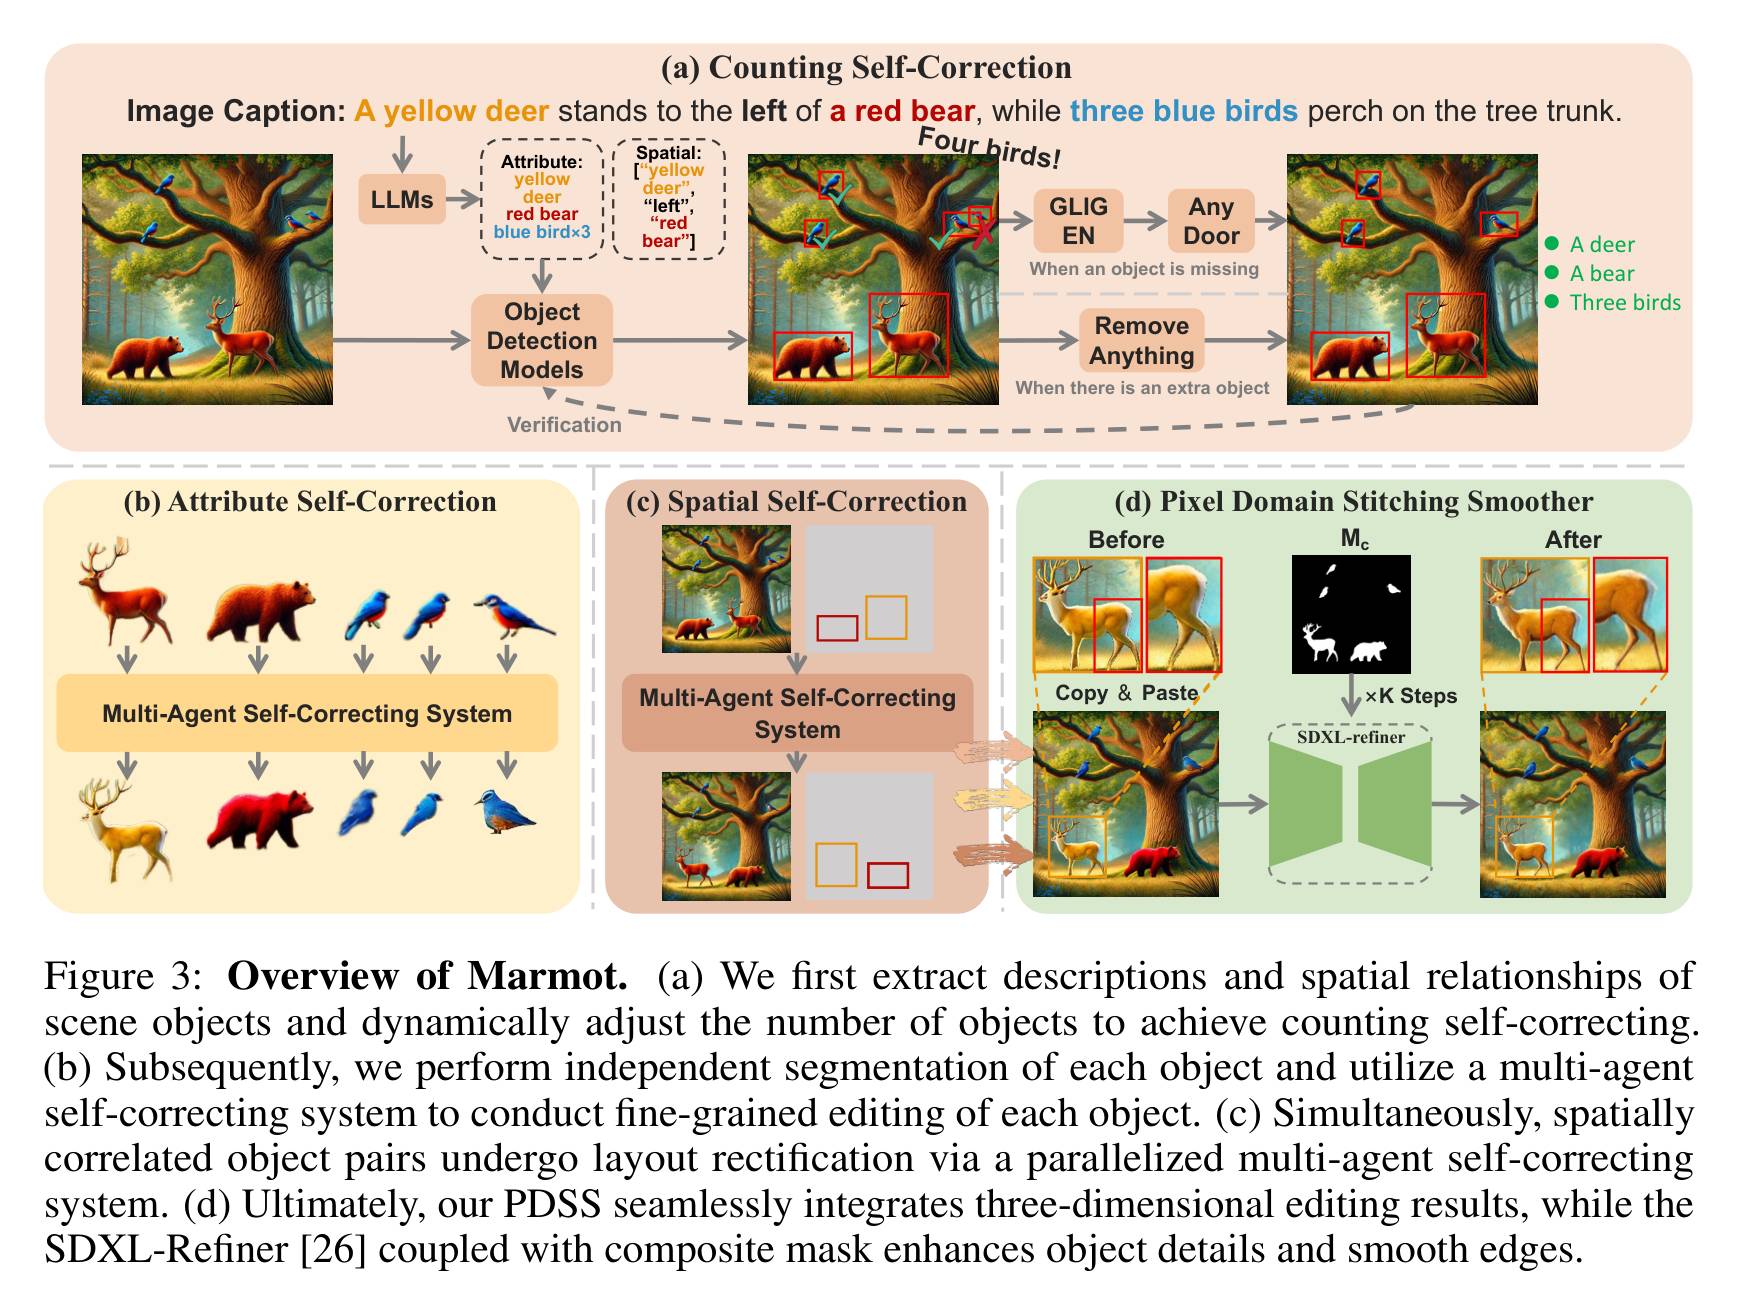 (a) Counting Self-Correction
Image Caption: A yellow deer stands to the left of a red bear, while three blue birds perch on the tree trunk.
LLMs
Attribute:
yellow
deer
red bear
blue bird×3
Spatial:
["yellow
deer",
"left",
"red
bear"]
Object
Detection
Models
Four birds!
GLIG
EN
Any
Door
When an object is missing
Remove
Anything
When there is an extra object
Verification
● A deer
● A bear
● Three birds
(b) Attribute Self-Correction
Multi-Agent Self-Correcting System
(c) Spatial Self-Correction
Multi-Agent Self-Correcting
System
(d) Pixel Domain Stitching Smoother
Before
Mc
After
Copy & Paste
×K Steps
SDXL-refiner
Figure 3: Overview of Marmot. (a) We first extract descriptions and spatial relationships of
scene objects and dynamically adjust the number of objects to achieve counting self-correcting.
(b) Subsequently, we perform independent segmentation of each object and utilize a multi-agent
self-correcting system to conduct fine-grained editing of each object. (c) Simultaneously, spatially
correlated object pairs undergo layout rectification via a parallelized multi-agent self-correcting
system. (d) Ultimately, our PDSS seamlessly integrates three-dimensional editing results, while the
SDXL-Refiner [26] coupled with composite mask enhances object details and smooth edges.